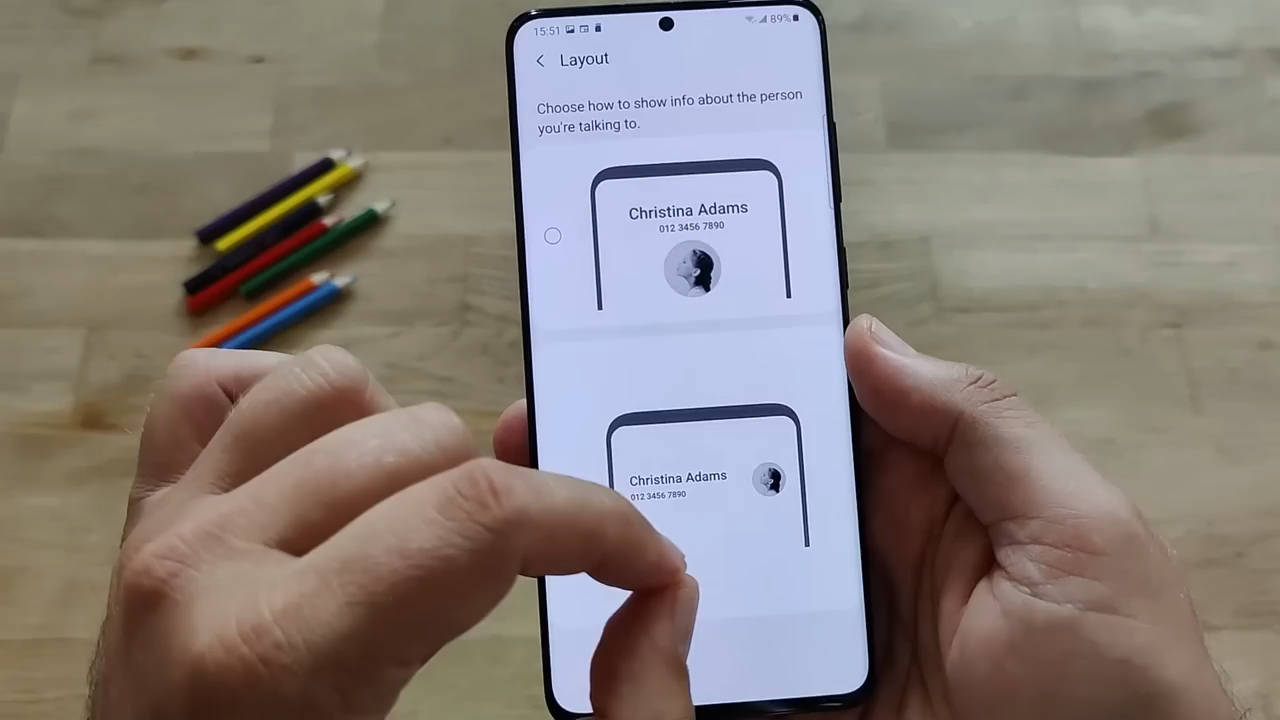 15:51
89%
Layout
Choose how to show info about the person
you're talking to.
Christina Adams
012 3456 7890
Christina Adams
012 3456 7890